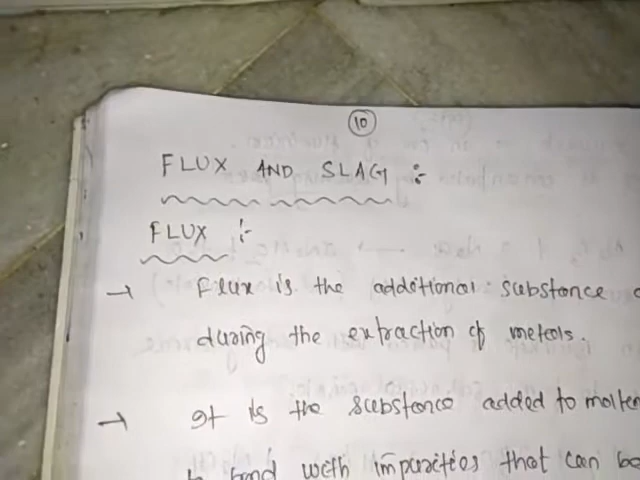 10
FLUX AND SLAG :-
FLUX :-
→ Flux is the additional substance
during the extraction of metals.
→ It is the substance added to molten
bond with impurities that can